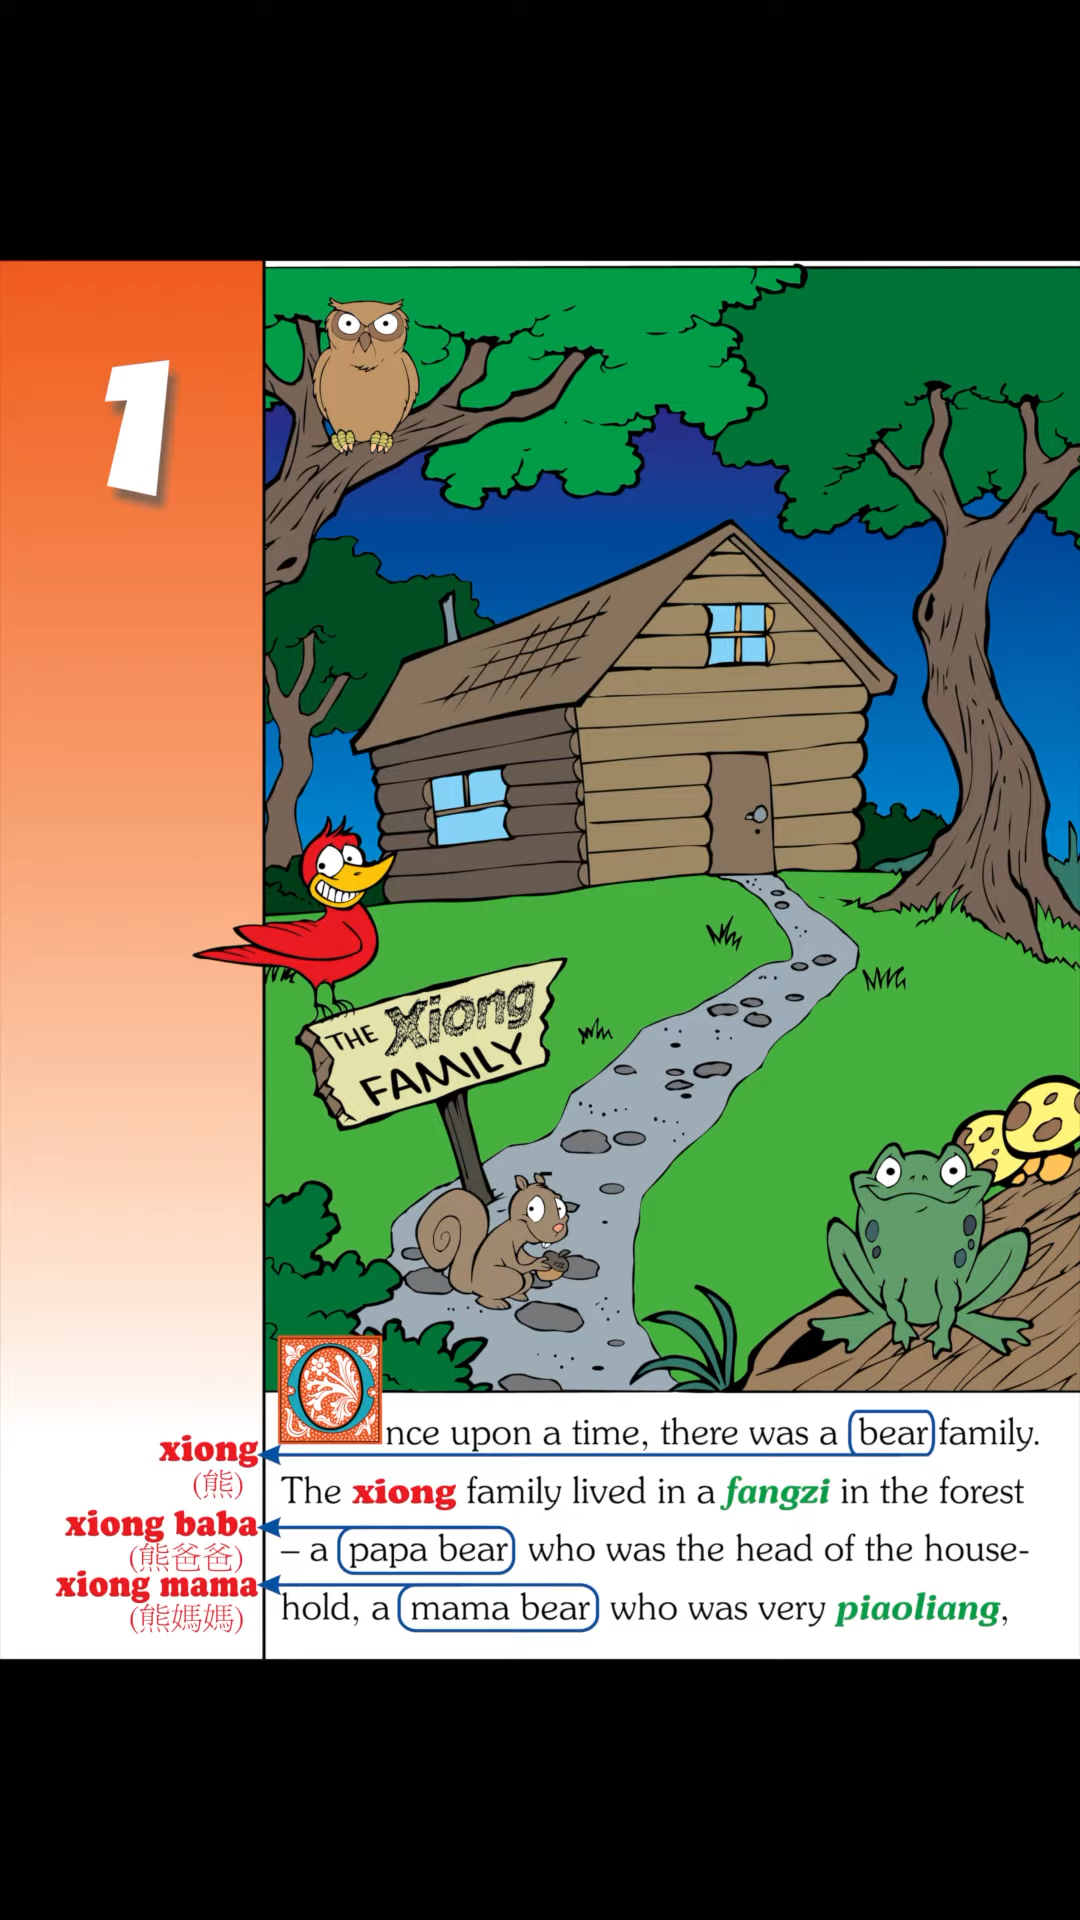 1
THE Xiong
FAMILY
Once upon a time, there was a bear family.
xiong
(熊)
The xiong family lived in a fangzi in the forest
xiong baba
(熊爸爸)
– a papa bear who was the head of the house-
xiong mama
(熊媽媽)
hold, a mama bear who was very piaoliang,